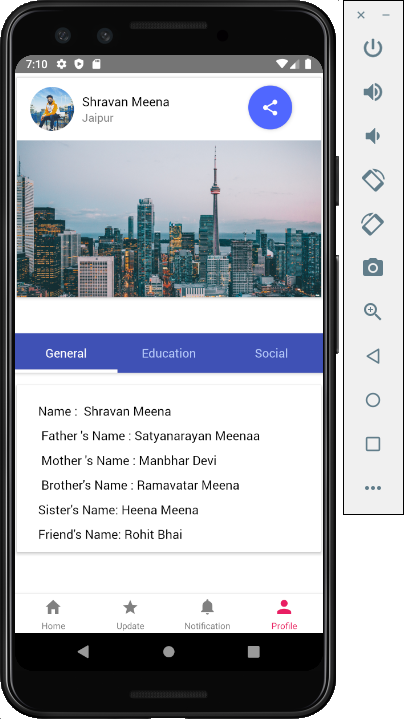 7:10
Shravan Meena
Jaipur
General Education Social
Name : Shravan Meena
Father 's Name : Satyanarayan Meenaa
Mother 's Name : Manbhar Devi
Brother's Name : Ramavatar Meena
Sister's Name: Heena Meena
Friend's Name: Rohit Bhai
Home Update Notification Profile